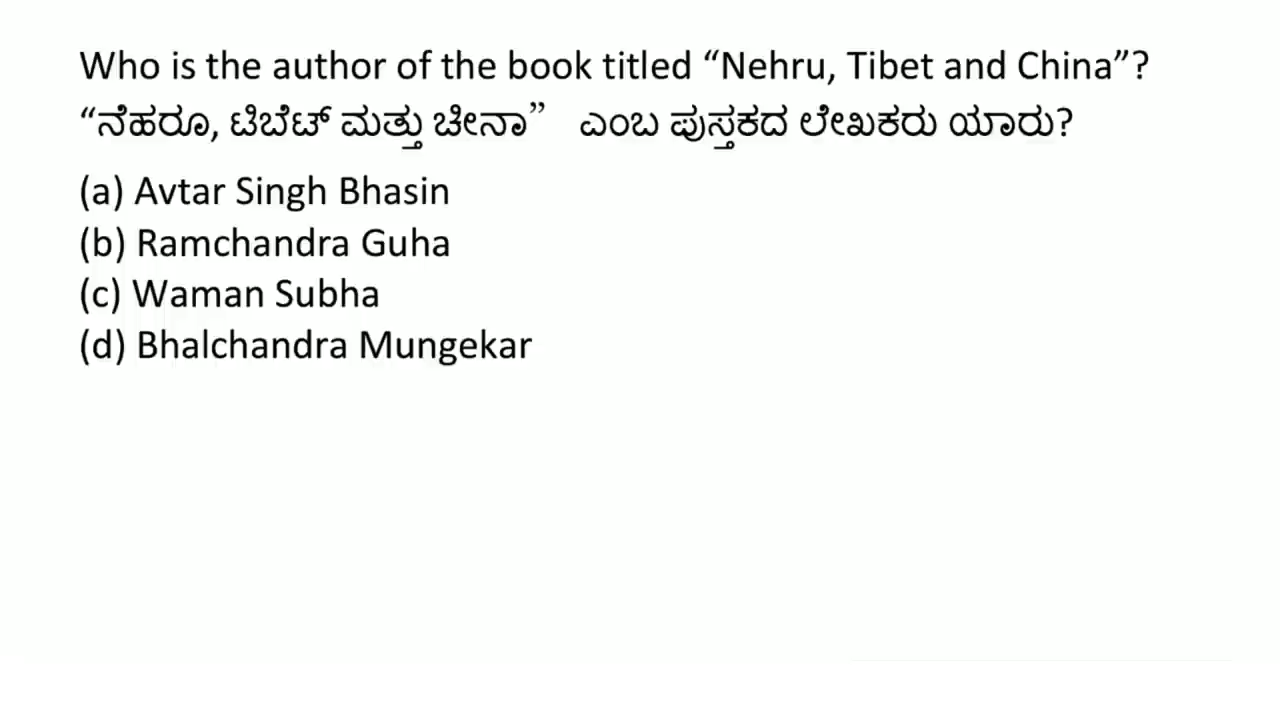 Who is the author of the book titled “Nehru, Tibet and China”?
“ನೆಹರೂ, ಟಿಬೆಟ್ ಮತ್ತು ಚೀನಾ” ಎಂಬ ಪುಸ್ತಕದ ಲೇಖಕರು ಯಾರು?
(a) Avtar Singh Bhasin
(b) Ramchandra Guha
(c) Waman Subha
(d) Bhalchandra Mungekar